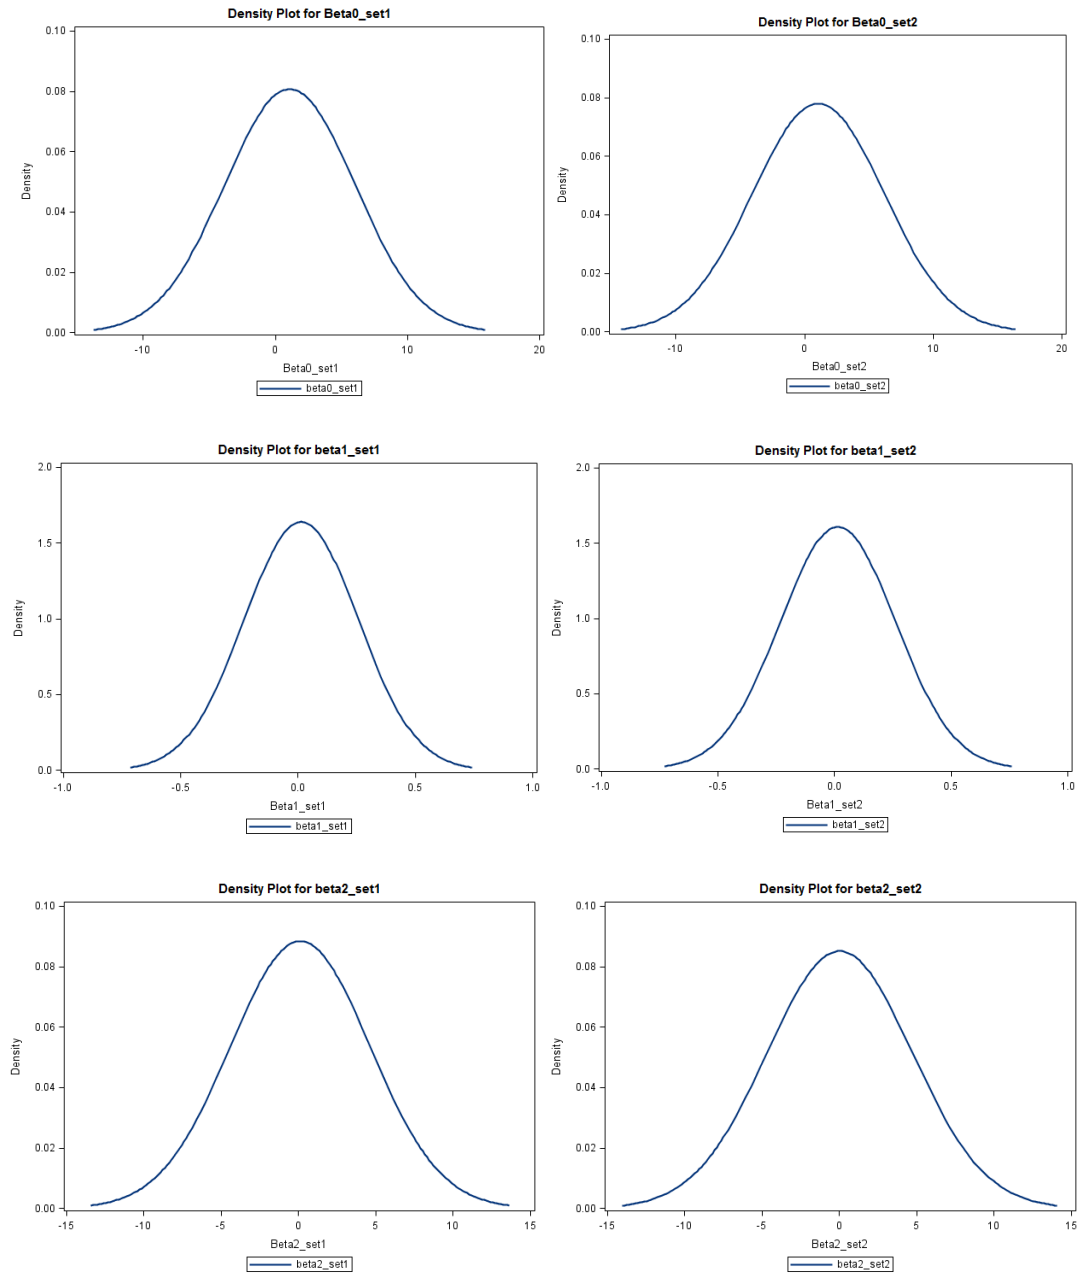 Density Plot for Beta0_set1
0.10
0.08
0.06
0.04
0.02
0.00
Density
-10
0
10
20
Beta0_set1
beta0_set1
Density Plot for Beta0_set2
0.10
0.08
0.06
0.04
0.02
0.00
Density
-10
0
10
20
Beta0_set2
beta0_set2
Density Plot for beta1_set1
2.0
1.5
1.0
0.5
0.0
Density
-1.0
-0.5
0.0
0.5
1.0
Beta1_set1
beta1_set1
Density Plot for beta1_set2
2.0
1.5
1.0
0.5
0.0
Density
-1.0
-0.5
0.0
0.5
1.0
Beta1_set2
beta1_set2
Density Plot for beta2_set1
0.10
0.08
0.06
0.04
0.02
0.00
Density
-15
-10
-5
0
5
10
15
Beta2_set1
beta2_set1
Density Plot for beta2_set2
0.10
0.08
0.06
0.04
0.02
0.00
Density
-15
-10
-5
0
5
10
15
Beta2_set2
beta2_set2